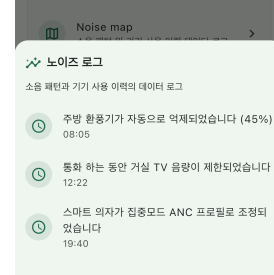 Noise map
노이즈 로그
소음 패턴과 기기 사용 이력의 데이터 로그
주방 환풍기가 자동으로 억제되었습니다 (45%)
08:05
통화 하는 동안 거실 TV 음량이 제한되었습니다
12:22
스마트 의자가 집중모드 ANC 프로필로 조정되
었습니다
19:40